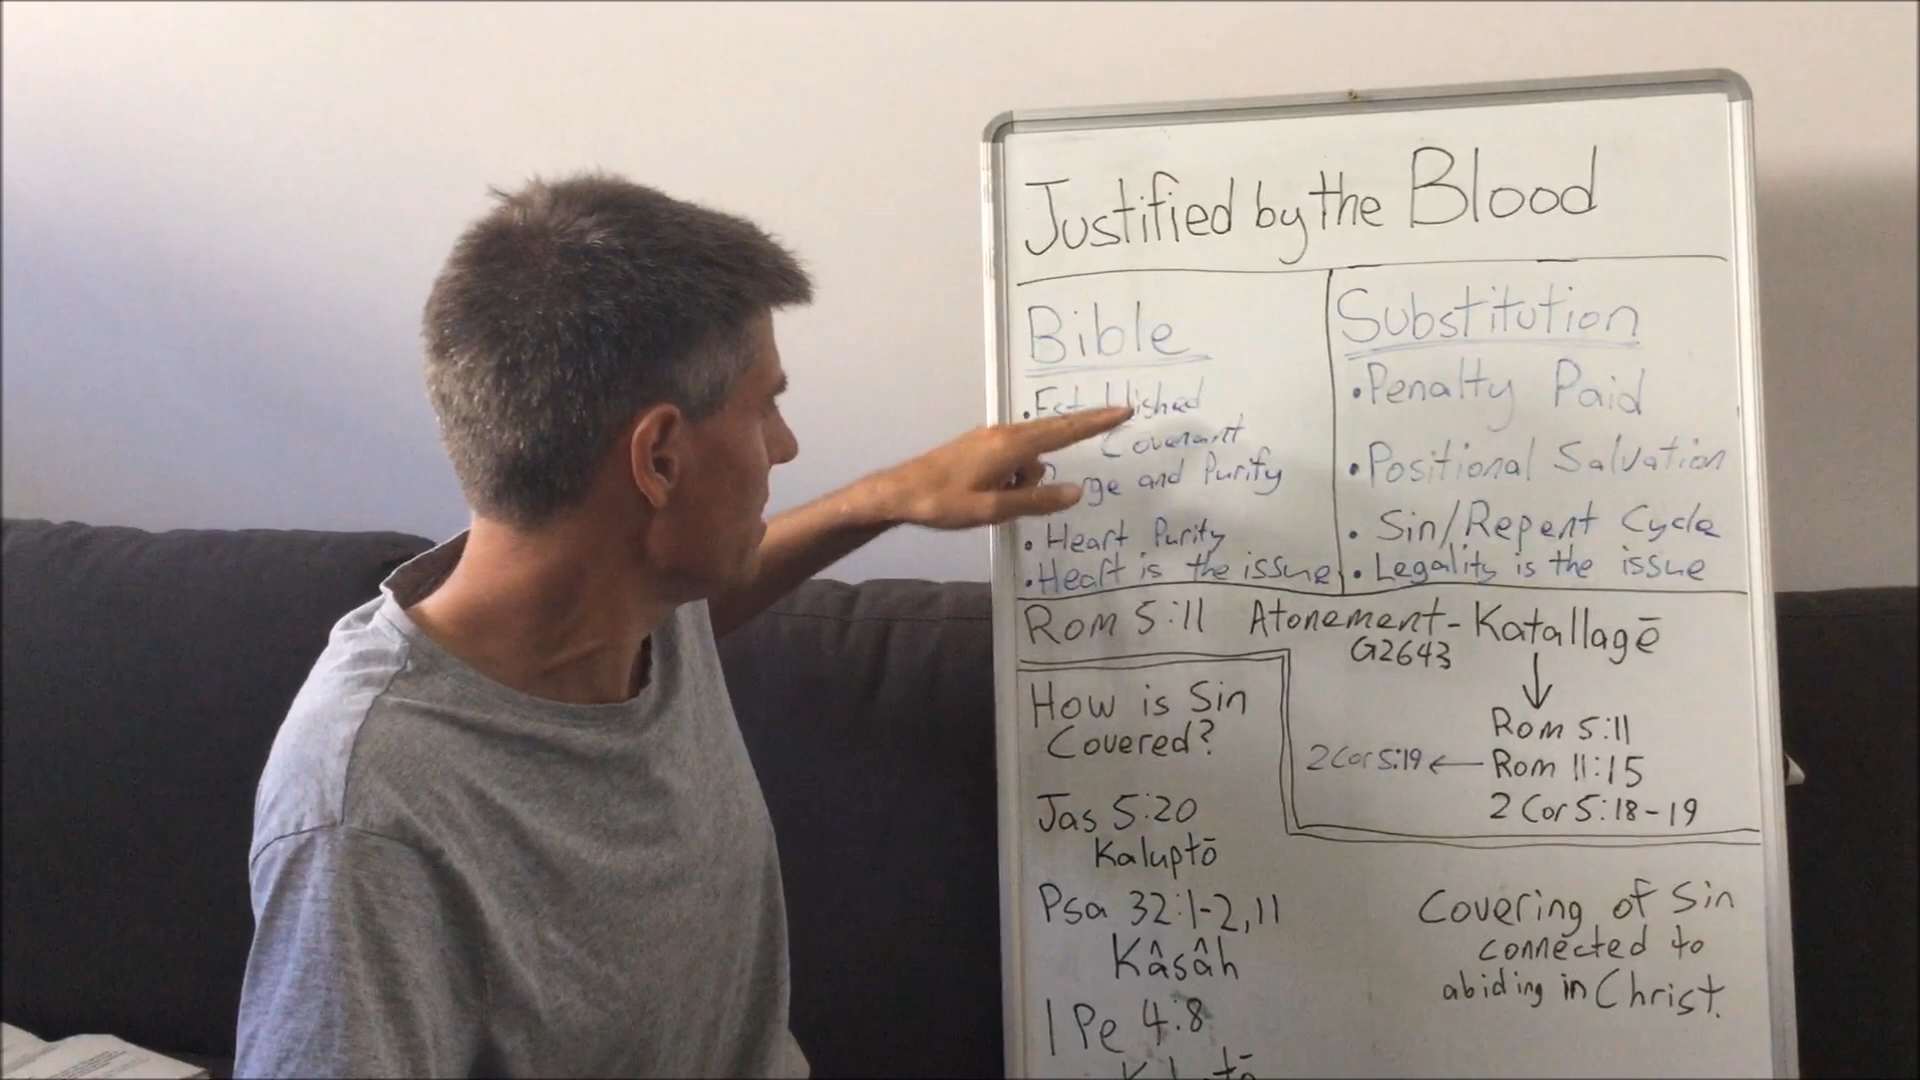 Justified by the Blood
Bible
• Established
Covenant
Purge and Purify
• Heart Purity
• Heart is the issue
Substitution
• Penalty Paid
• Positional Salvation
• Sin/Repent Cycle
• Legality is the issue
Rom 5:11 Atonement - Katallagē
G2643
↓
Rom 5:11
2 Cor 5:19 ← Rom 11:15
2 Cor 5:18-19
How is Sin
Covered?
Jas 5:20
Kaluptō
Psa 32:1-2, 11
Kâsâh
1 Pe 4:8
Covering of Sin
connected to
abiding in Christ.